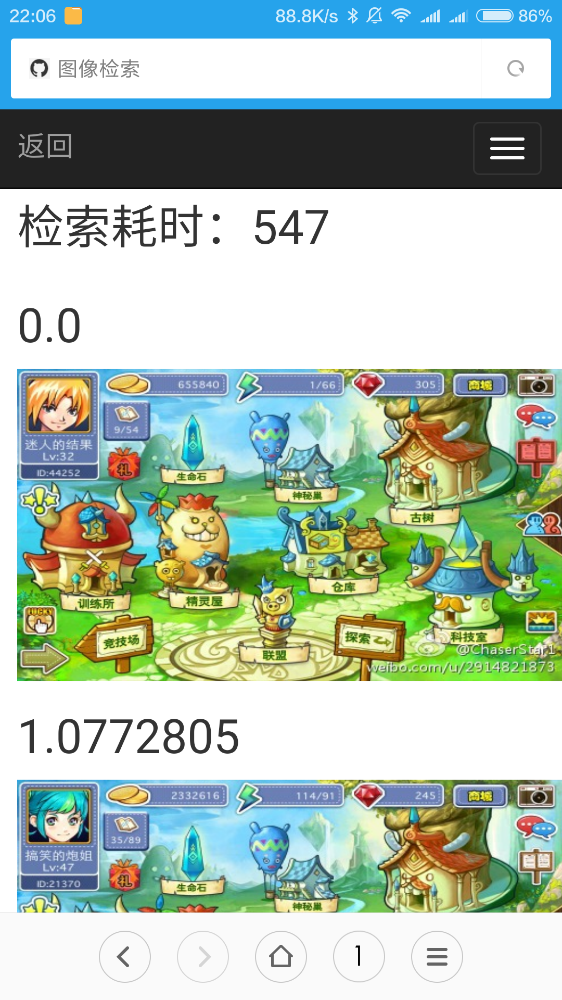 22:06 88.8K/s 86%
图像检索
返回
检索耗时：547
0.0
655840 1/66 305 商城
9/54
迷人的结果
Lv:32
ID:44252
礼
生命石
神秘巢
古树
仓库
训练所
精灵屋
LUCKY
竞技场
探索
科技室
联盟
@ChaserStar1
weibo.com/u/2914821873
1.0772805
2332616 114/91 245 商城
35/89
搞笑的炮姐
Lv:47
ID:21370
礼
生命石
神秘巢
1